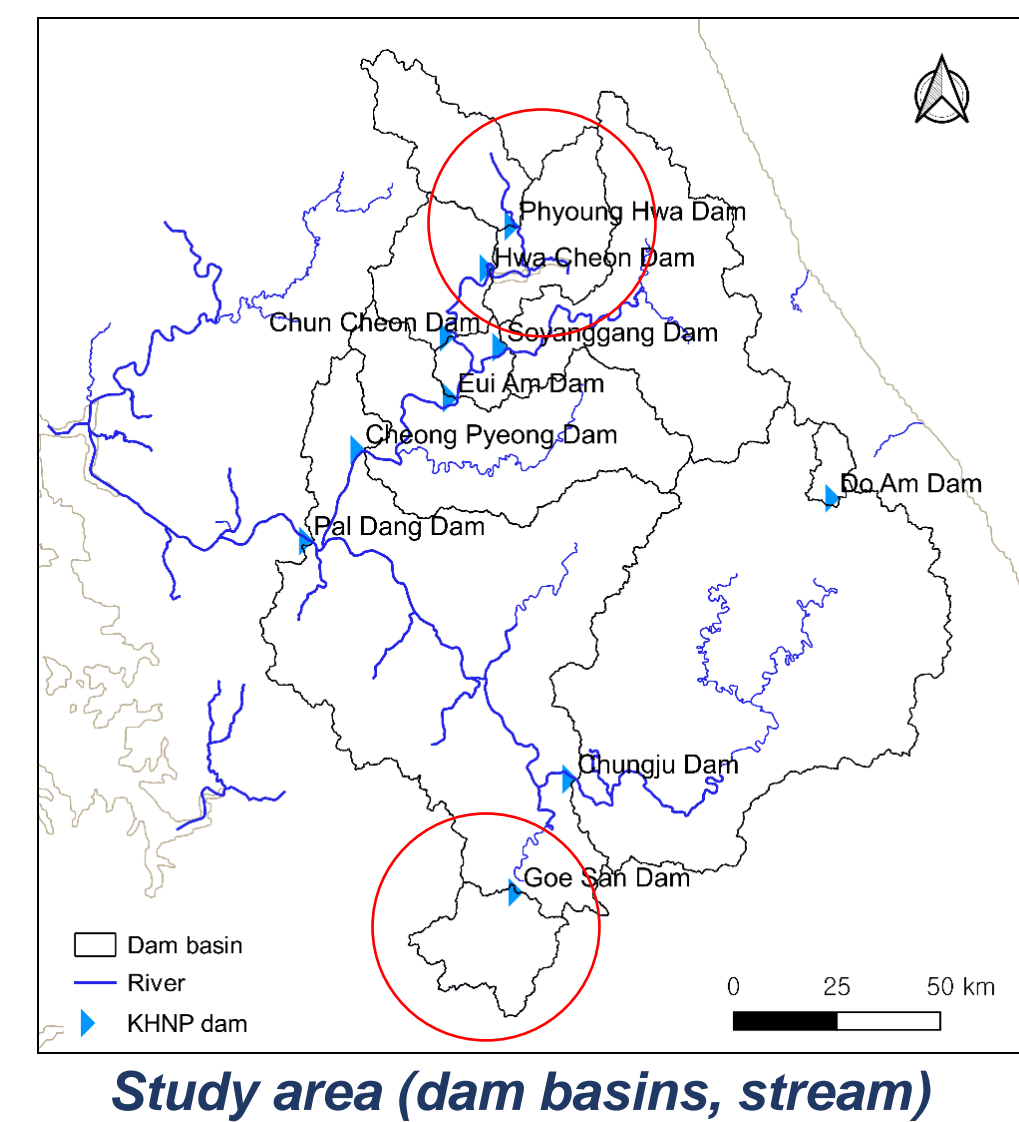 Phyoung Hwa Dam
Hwa Cheon Dam
Chun Cheon Dam
Soyanggang Dam
Eui Am Dam
Cheong Pyeong Dam
Do Am Dam
Pal Dang Dam
Chungju Dam
Goe San Dam
Dam basin
River
KHNP dam
0 25 50 km
Study area (dam basins, stream)